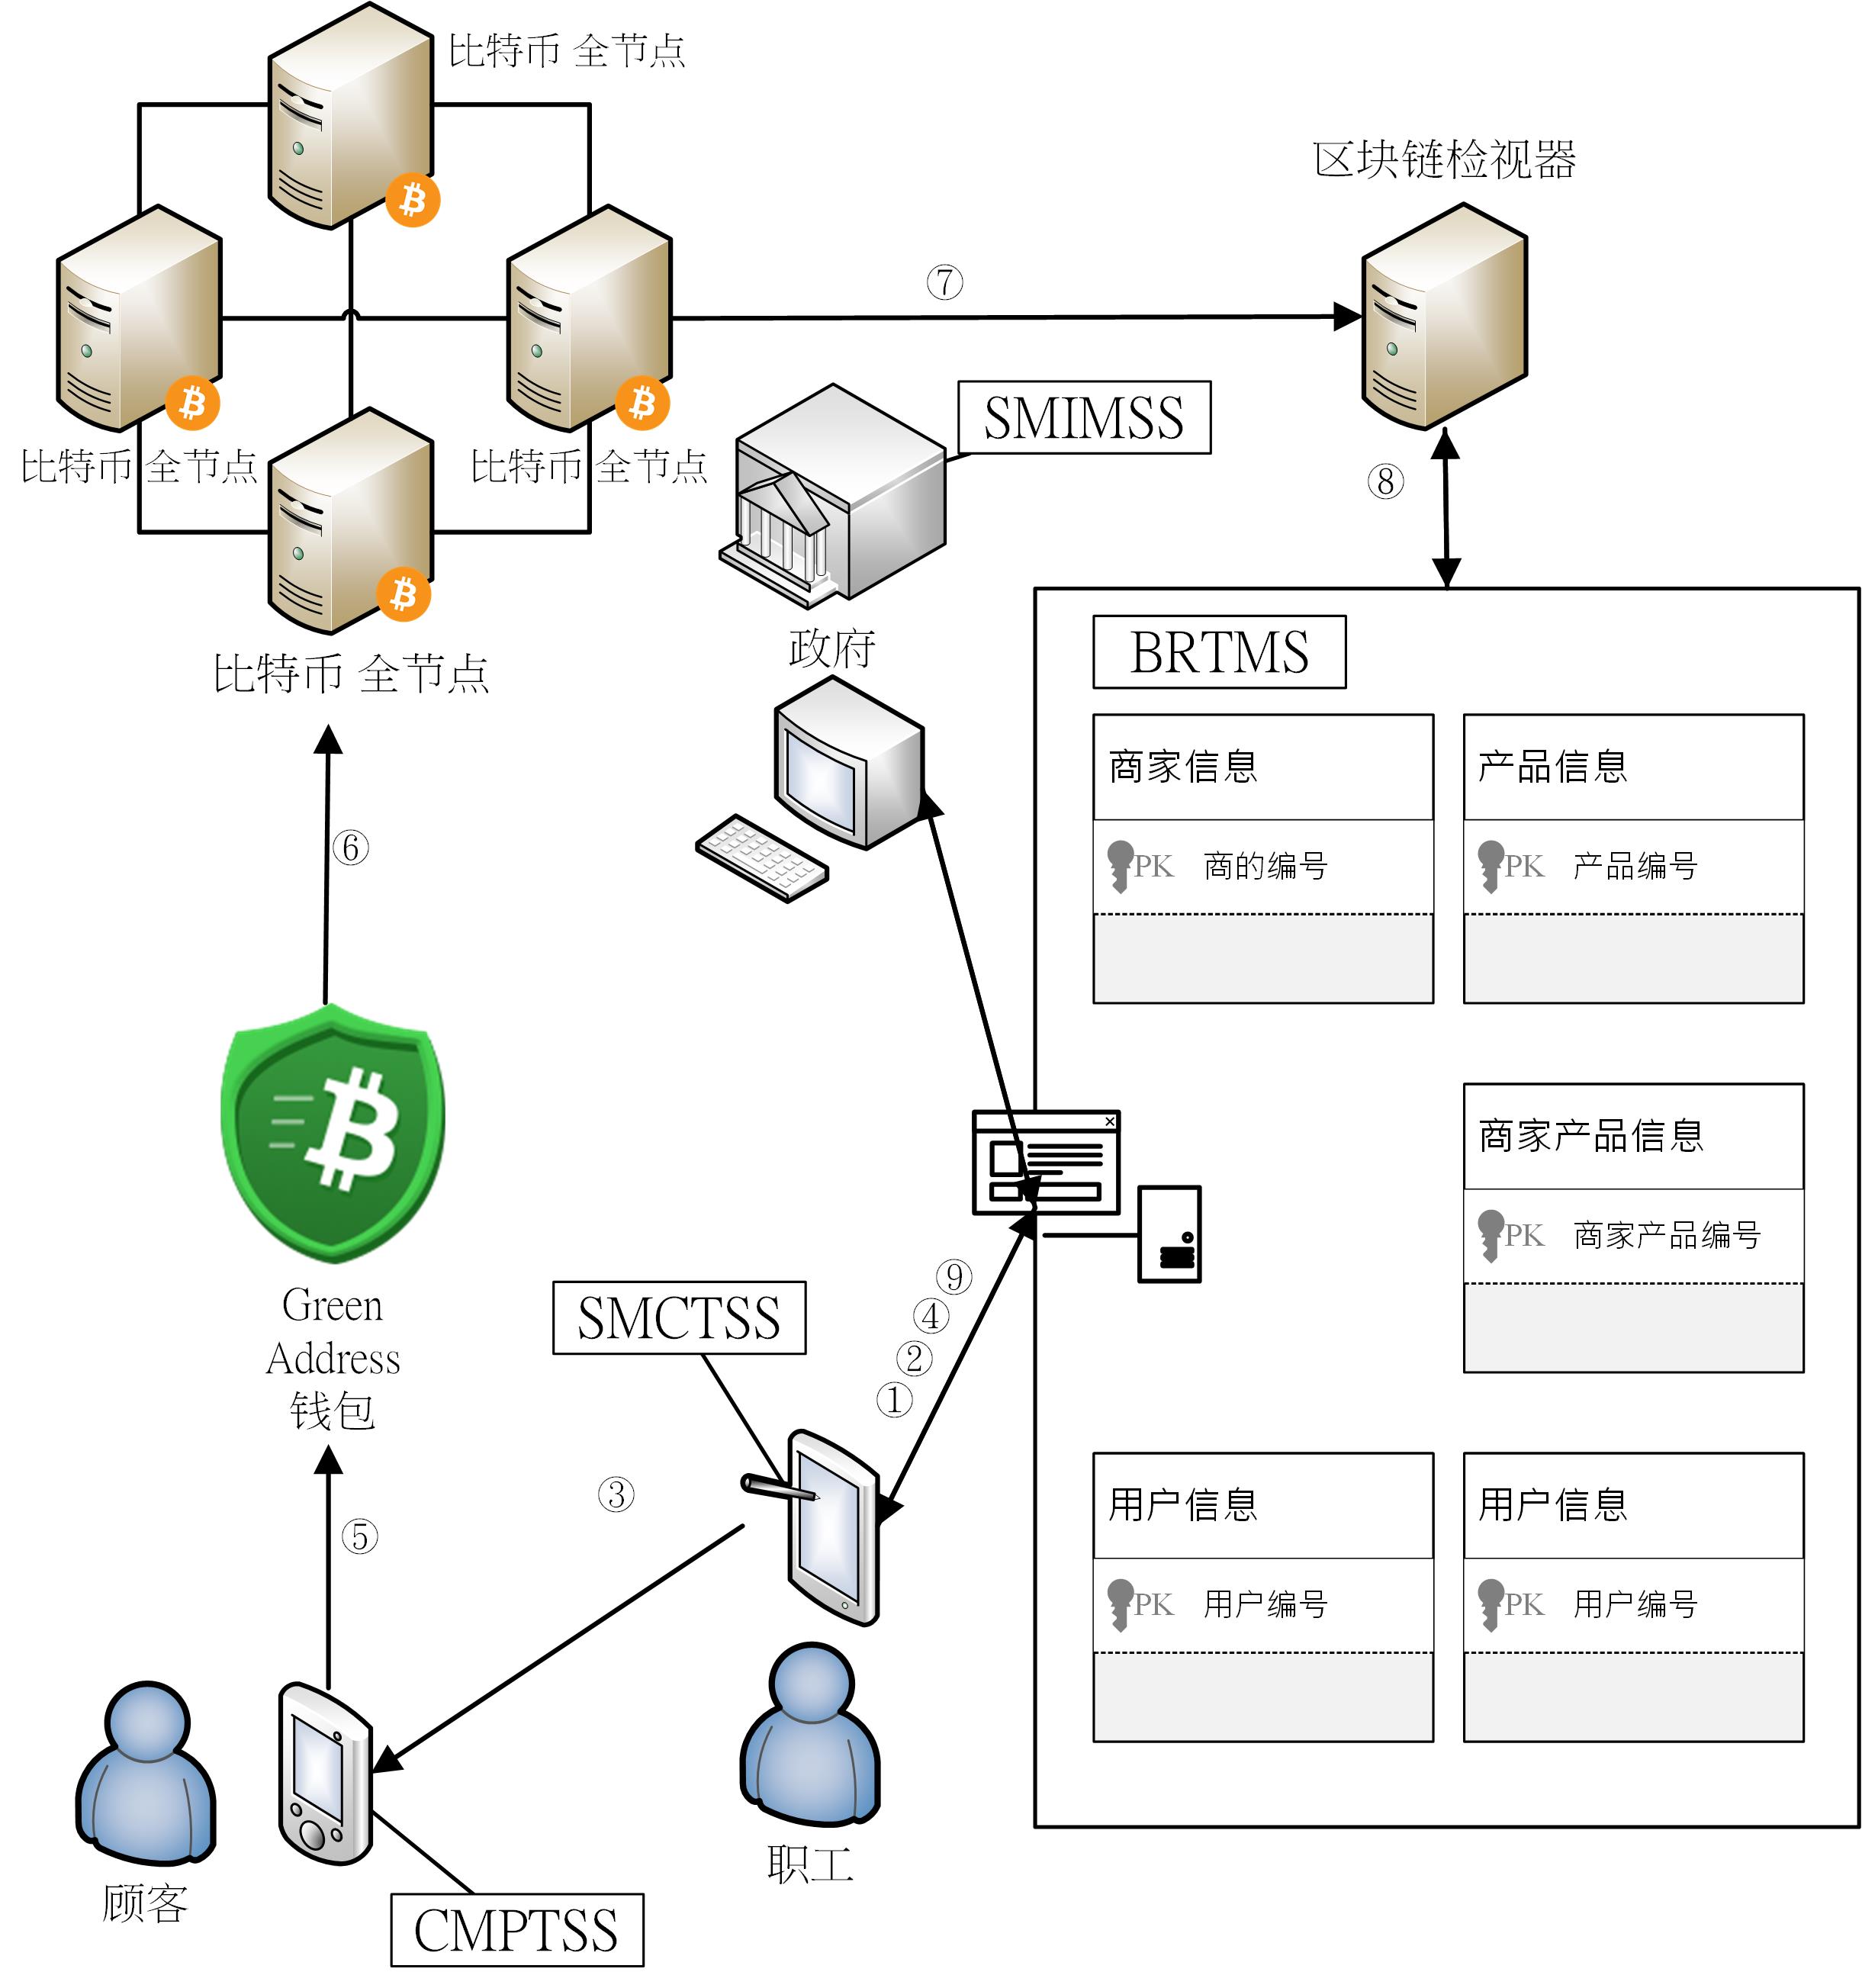 比特币 全节点
区块链检视器
⑦
SMIMSS
比特币 全节点
比特币 全节点
⑧
比特币 全节点
政府
BRTMS
商家信息
产品信息
PK 商的编号
PK 产品编号
⑥
商家产品信息
PK 商家产品编号
Green
Address
钱包
SMCTSS
⑨
④
②
①
③
⑤
用户信息
用户信息
PK 用户编号
PK 用户编号
职工
顾客
CMPTSS